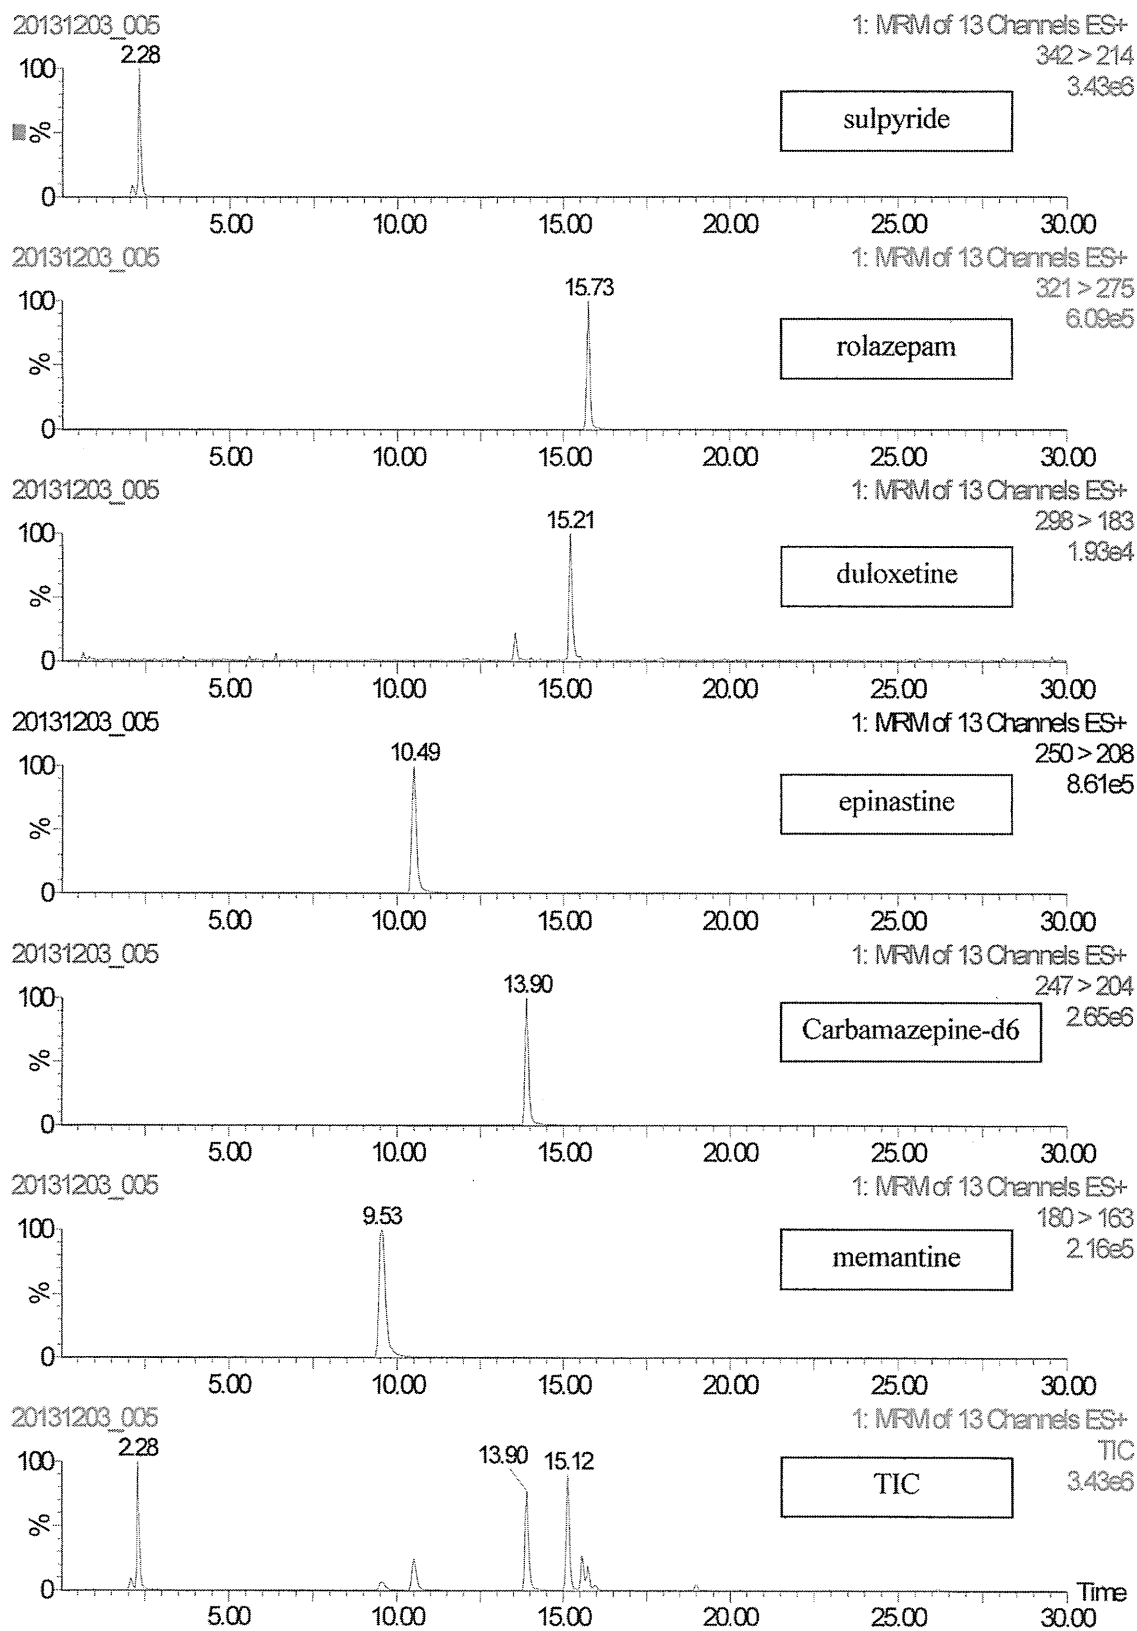 20131203_005 1: MRM of 13 Channels ES+
2.28 342 > 214
100 3.43e6
sulpyride
%
0
5.00 10.00 15.00 20.00 25.00 30.00
20131203_005 1: MRM of 13 Channels ES+
15.73 321 > 275
100 6.09e5
rolazepam
%
0
5.00 10.00 15.00 20.00 25.00 30.00
20131203_005 1: MRM of 13 Channels ES+
15.21 298 > 183
100 1.93e4
duloxetine
%
0
5.00 10.00 15.00 20.00 25.00 30.00
20131203_005 1: MRM of 13 Channels ES+
10.49 250 > 208
100 8.61e5
epinastine
%
0
5.00 10.00 15.00 20.00 25.00 30.00
20131203_005 1: MRM of 13 Channels ES+
13.90 247 > 204
100 2.65e6
Carbamazepine-d6
%
0
5.00 10.00 15.00 20.00 25.00 30.00
20131203_005 1: MRM of 13 Channels ES+
9.53 180 > 163
100 2.16e5
memantine
%
0
5.00 10.00 15.00 20.00 25.00 30.00
20131203_005 1: MRM of 13 Channels ES+
2.28 13.90 15.12 TIC
100 3.43e6
TIC
%
0 Time
5.00 10.00 15.00 20.00 25.00 30.00